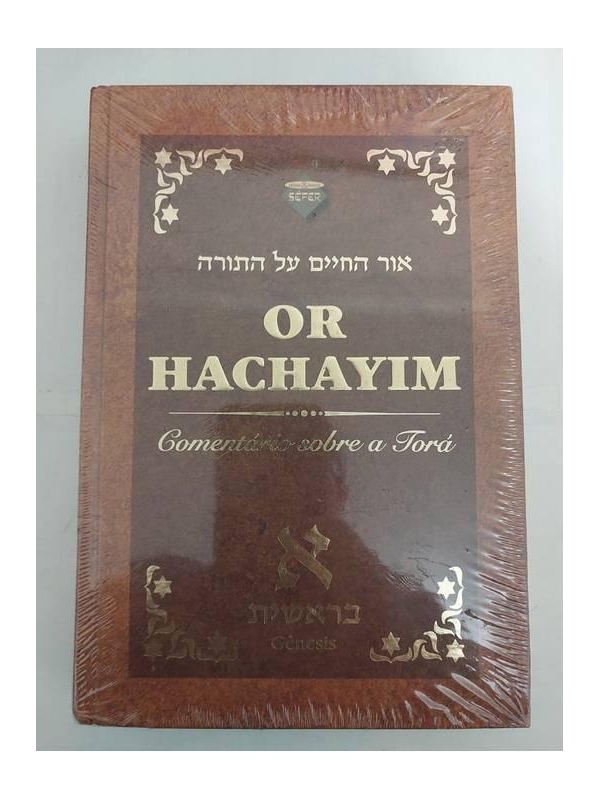 SÊFER
אור החיים על התורה
OR
HACHAYIM
Comentário sobre a Torá
א
בראשית
Gênesis